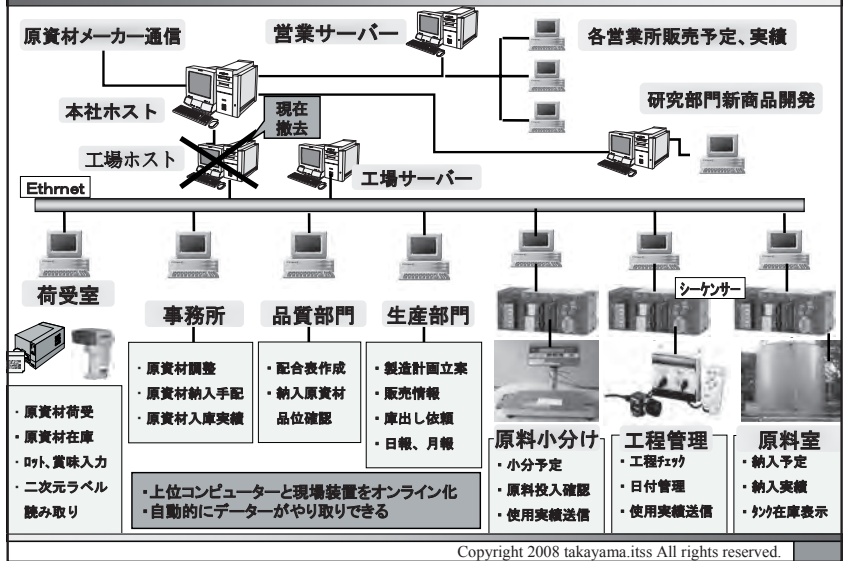 原資材メーカー通信
営業サーバー
各営業所販売予定、実績
本社ホスト
現在
撤去
研究部門新商品開発
工場ホスト
工場サーバー
Ethrnet
荷受室
事務所
品質部門
生産部門
シーケンサー
・原資材荷受
・原資材在庫
・ﾛｯﾄ、賞味入力
・二次元ラベル
読み取り
・原資材調整
・原資材納入手配
・原資材入庫実績
・配合表作成
・納入原資材
品位確認
・製造計画立案
・販売情報
・庫出し依頼
・日報、月報
原料小分け
・小分予定
・原料投入確認
・使用実績送信
工程管理
・工程ﾁｪｯｸ
・日付管理
・使用実績送信
原料室
・納入予定
・納入実績
・ﾀﾝｸ在庫表示
・上位コンピューターと現場装置をオンライン化
・自動的にデーターがやり取りできる
Copyright 2008 takayama.itss All rights reserved.